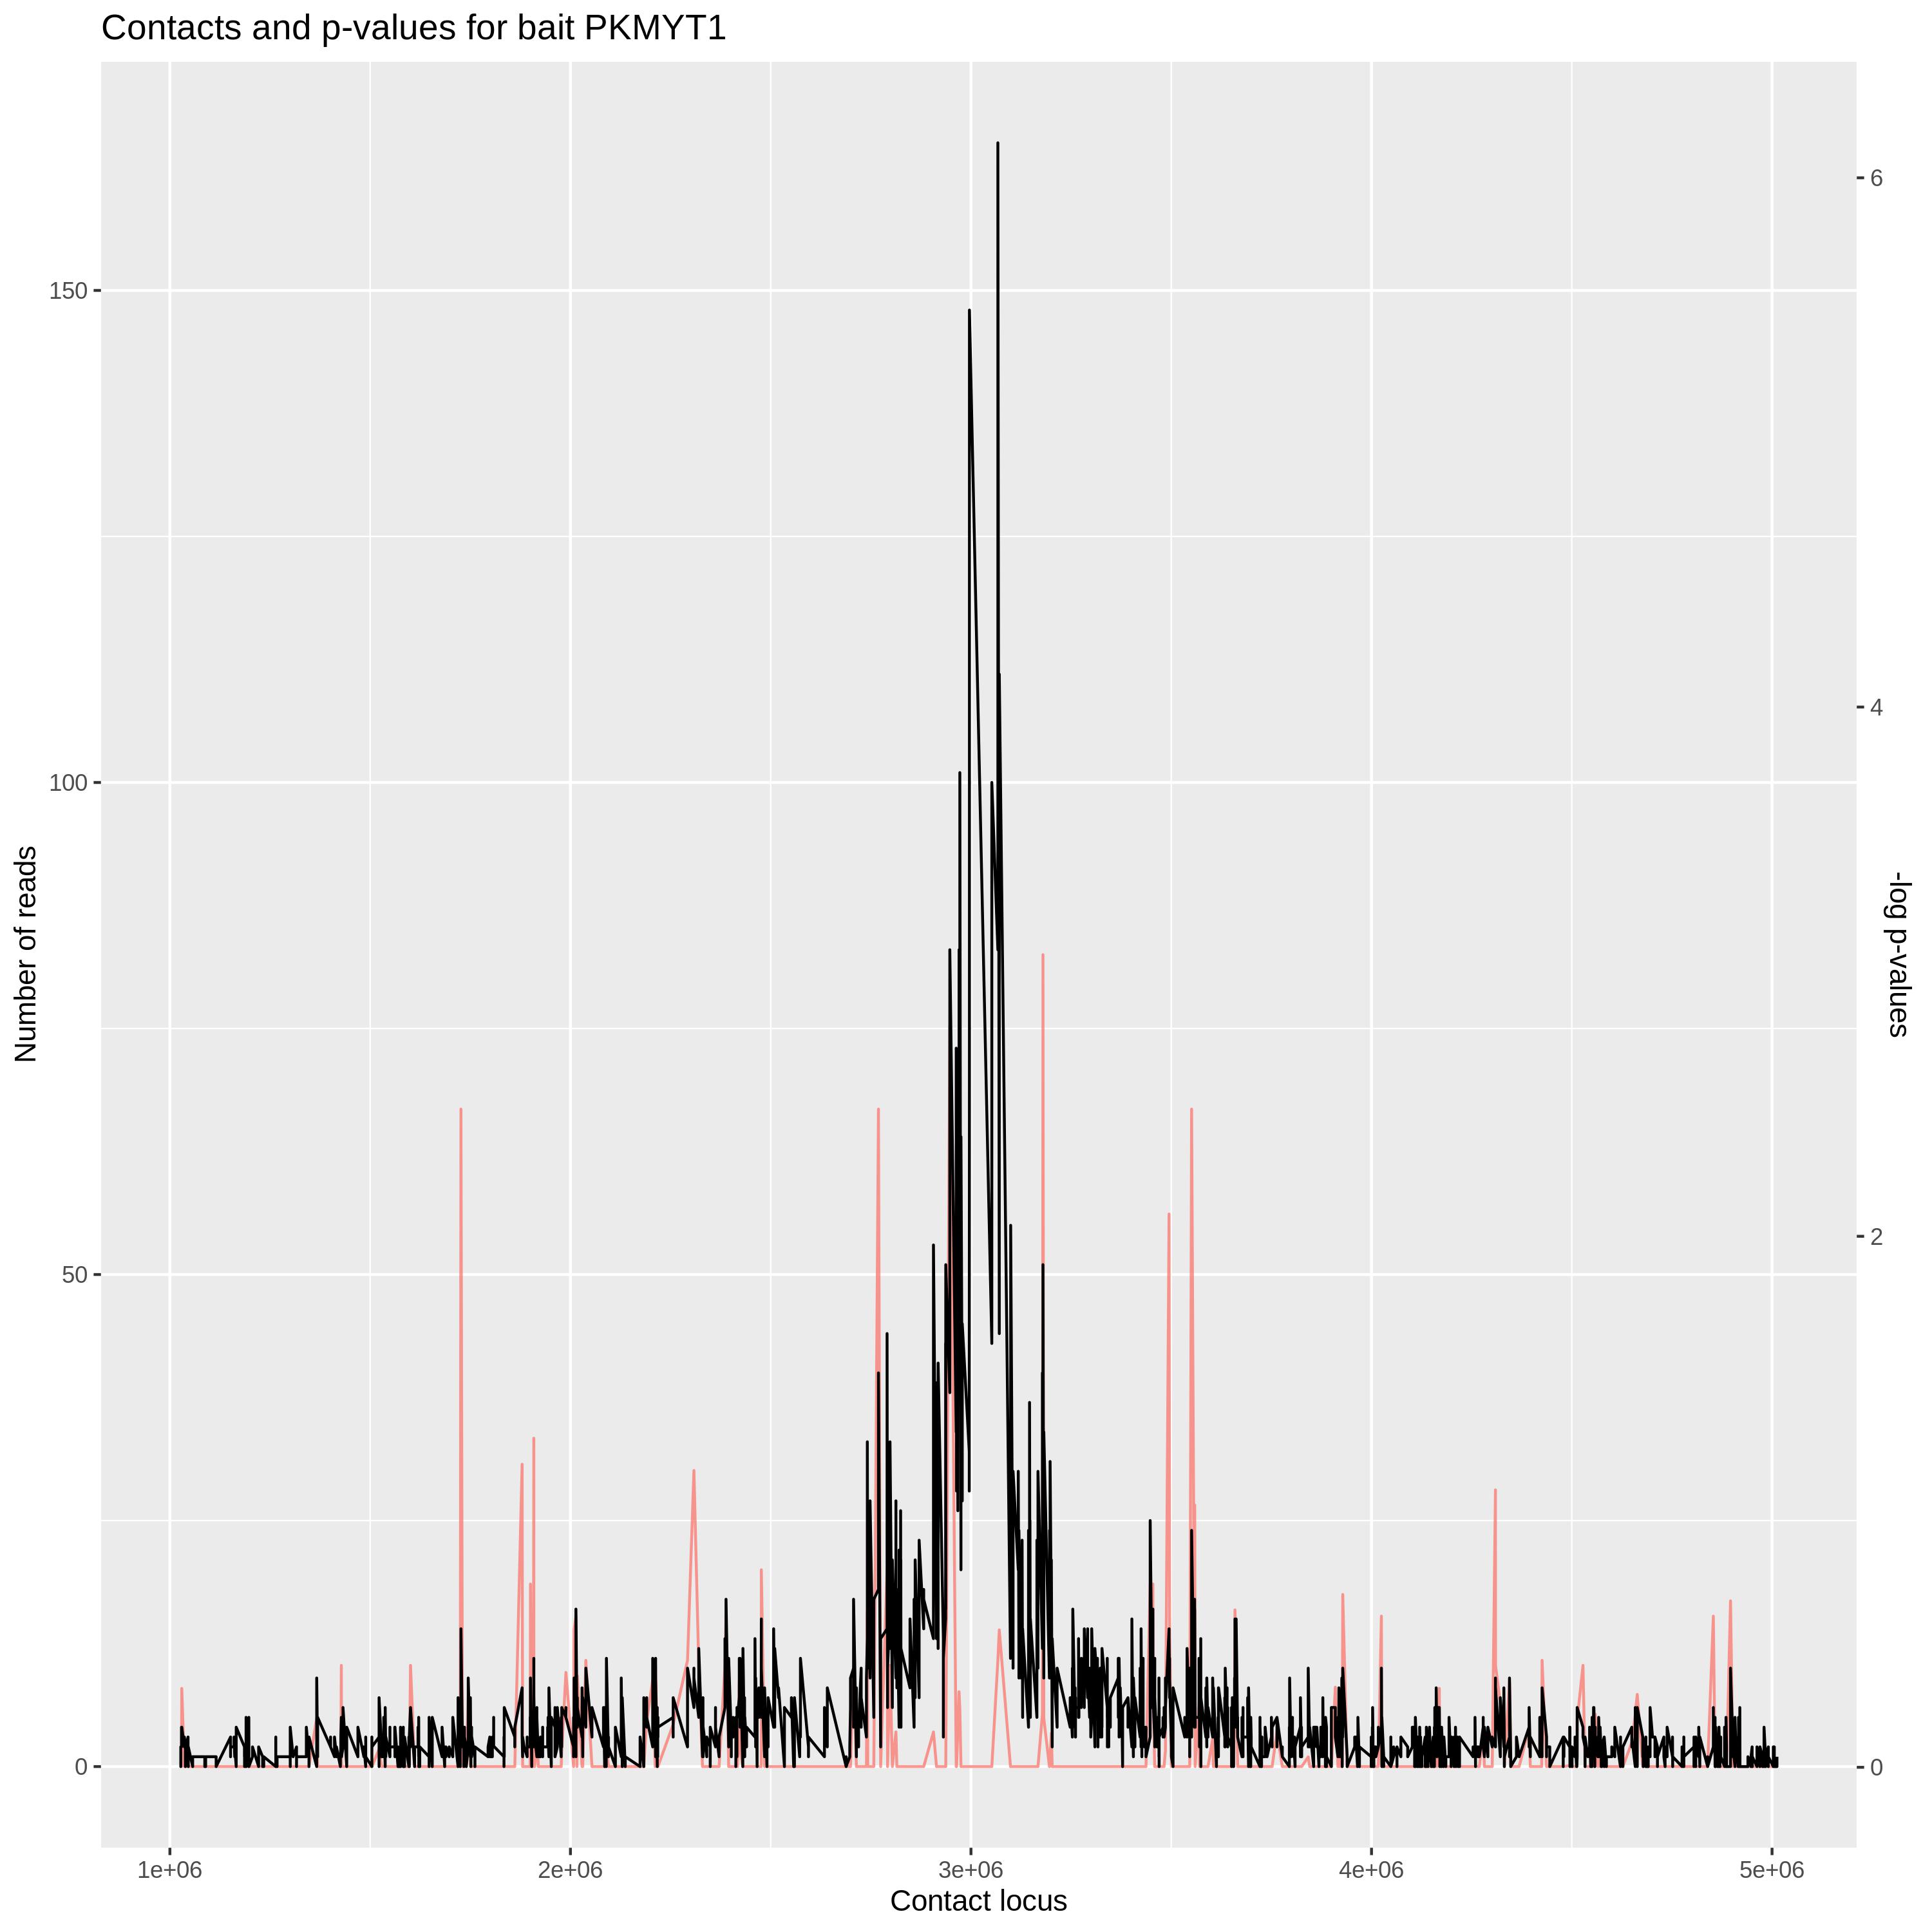 Contacts and p-values for bait PKMYT1
150
100
50
0
Number of reads
6
4
2
0
-log p-values
1e+06
2e+06
3e+06
4e+06
5e+06
Contact locus